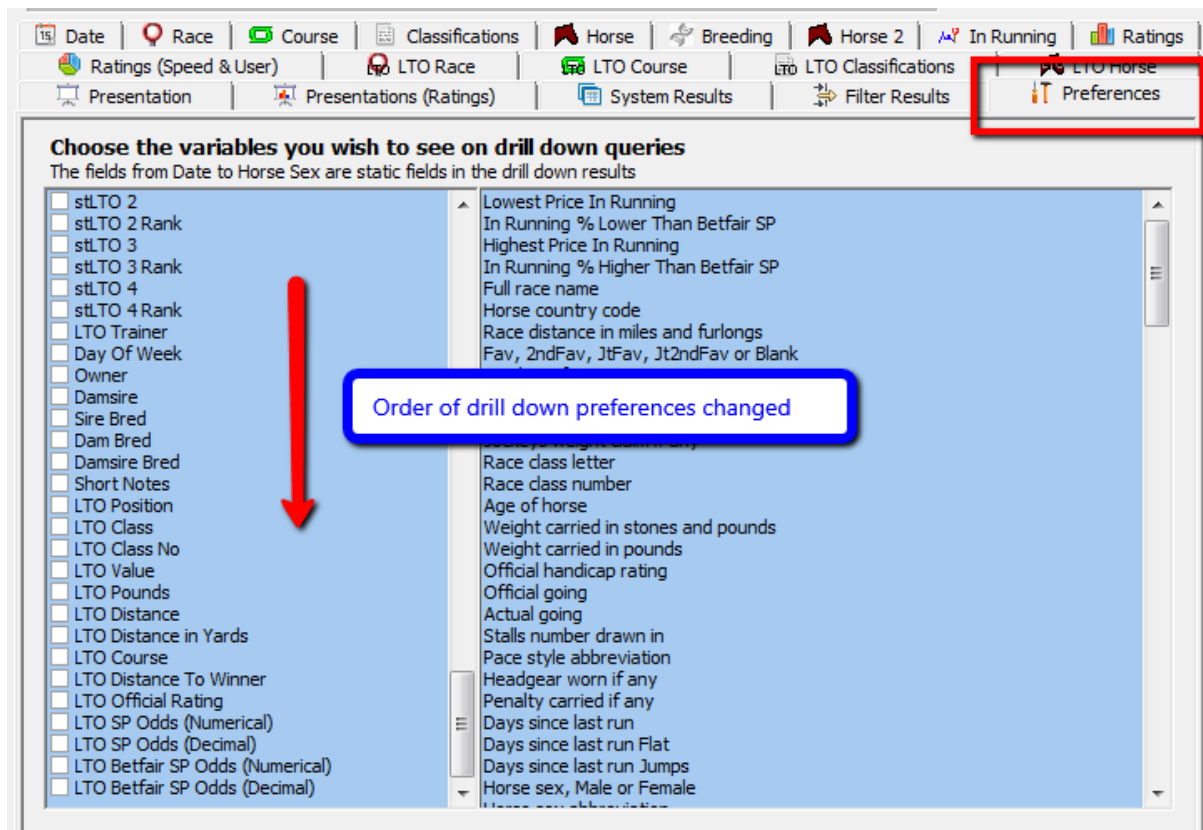 Date Race Course Classifications Horse Breeding Horse 2 In Running Ratings
Ratings (Speed & User) LTO Race LTO Course LTO Classifications LTO Horse
Presentation Presentations (Ratings) System Results Filter Results Preferences
Choose the variables you wish to see on drill down queries
The fields from Date to Horse Sex are static fields in the drill down results
stLTO 2
stLTO 2 Rank
stLTO 3
stLTO 3 Rank
stLTO 4
stLTO 4 Rank
LTO Trainer
Day Of Week
Owner
Damsire
Sire Bred
Dam Bred
Damsire Bred
Short Notes
LTO Position
LTO Class
LTO Class No
LTO Value
LTO Pounds
LTO Distance
LTO Distance in Yards
LTO Course
LTO Distance To Winner
LTO Official Rating
LTO SP Odds (Numerical)
LTO SP Odds (Decimal)
LTO Betfair SP Odds (Numerical)
LTO Betfair SP Odds (Decimal)
Lowest Price In Running
In Running % Lower Than Betfair SP
Highest Price In Running
In Running % Higher Than Betfair SP
Full race name
Horse country code
Race distance in miles and furlongs
Fav, 2ndFav, JtFav, Jt2ndFav or Blank
Order of drill down preferences changed
Race class letter
Race class number
Age of horse
Weight carried in stones and pounds
Weight carried in pounds
Official handicap rating
Official going
Actual going
Stalls number drawn in
Pace style abbreviation
Headgear worn if any
Penalty carried if any
Days since last run
Days since last run Flat
Days since last run Jumps
Horse sex, Male or Female